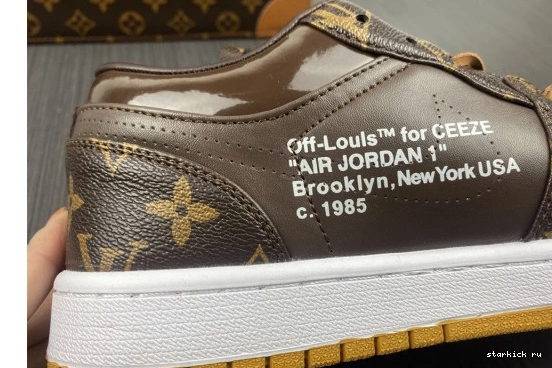 Off-Louis™ for CEEZE
"AIR JORDAN 1"
Brooklyn, New York USA
c. 1985
starkick ru